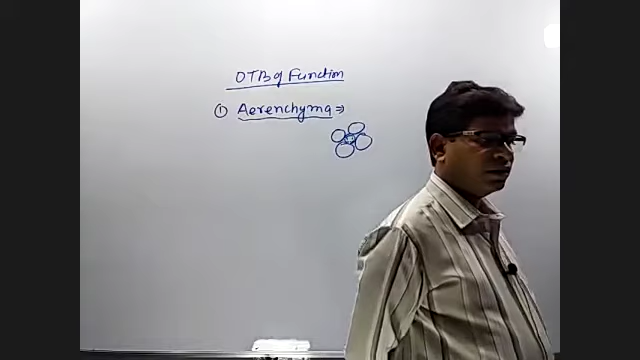 OTB of Function
① Aerenchyma ⇒